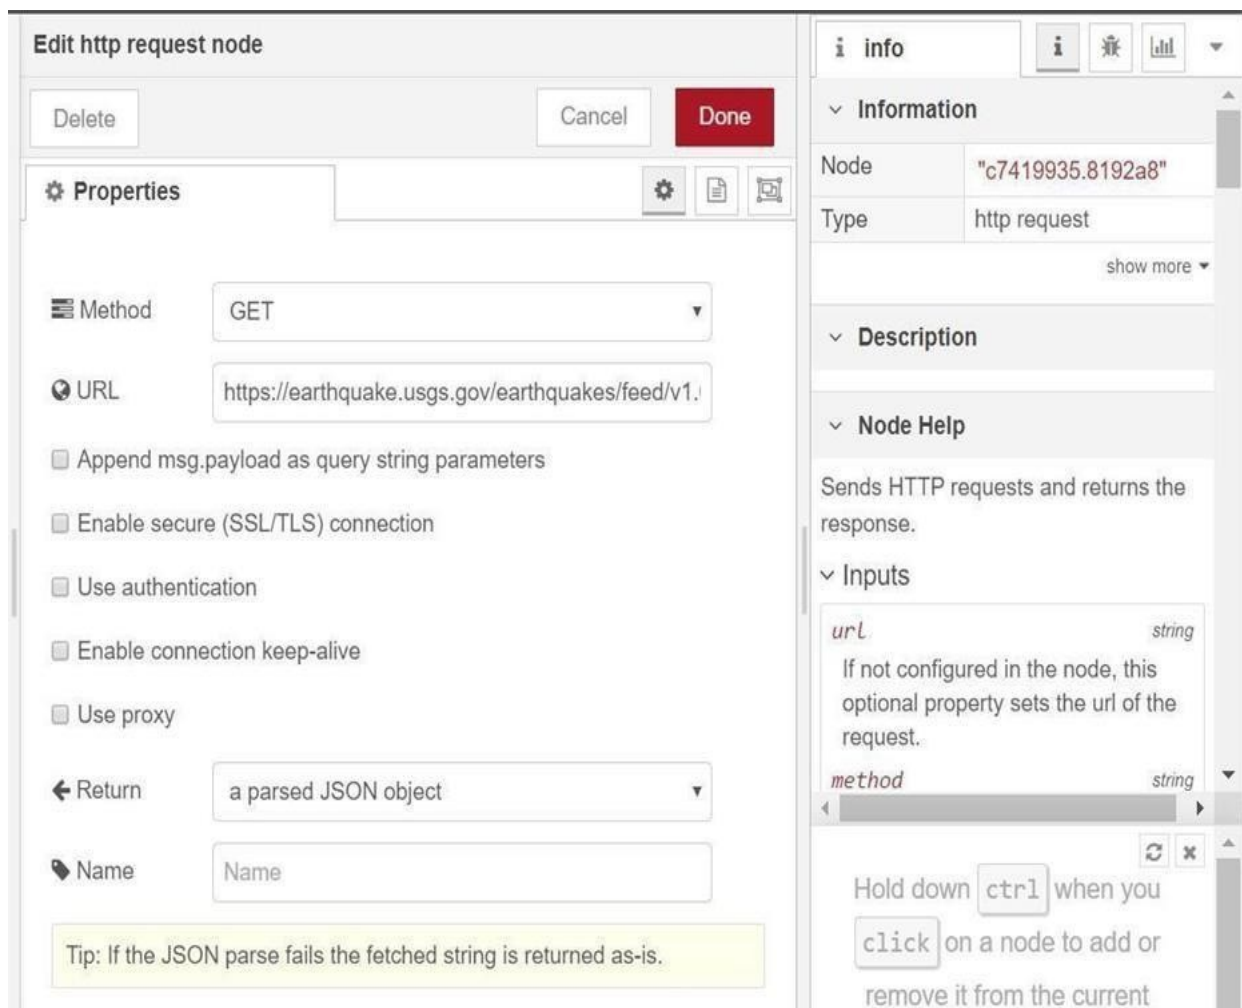 Edit http request node
Delete
Cancel
Done
Properties
Method
GET
URL
https://earthquake.usgs.gov/earthquakes/feed/v1.
Append msg.payload as query string parameters
Enable secure (SSL/TLS) connection
Use authentication
Enable connection keep-alive
Use proxy
Return
a parsed JSON object
Name
Name
Tip: If the JSON parse fails the fetched string is returned as-is.
i info
i
Information
Node
"c7419935.8192a8"
Type
http request
show more
Description
Node Help
Sends HTTP requests and returns the
response.
Inputs
url
string
If not configured in the node, this
optional property sets the url of the
request.
method
string
Hold down ctrl when you
click on a node to add or
remove it from the current